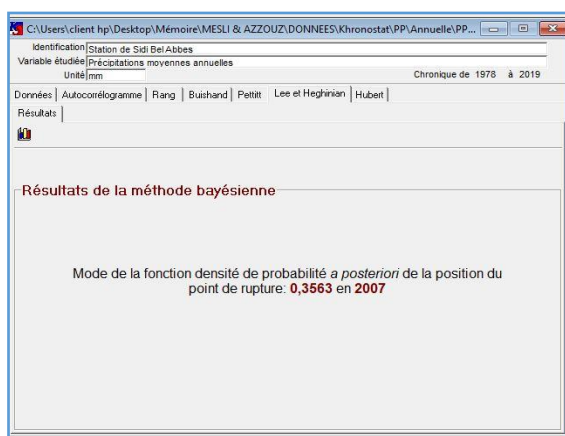 C:\Users\client hp\Desktop\Mémoire\MESLI & AZZOUZ\DONNEES\Khronostat\PP\Annuelle\PP...
Identification Station de Sidi Bel Abbes
Variable étudiée Précipitations moyennes annuelles
Unité mm Chronique de 1978 à 2019
Données Autocorrélogramme Rang Buishand Pettitt Lee et Heghinian Hubert
Résultats
Résultats de la méthode bayésienne
Mode de la fonction densité de probabilité a posteriori de la position du
point de rupture: 0,3563 en 2007